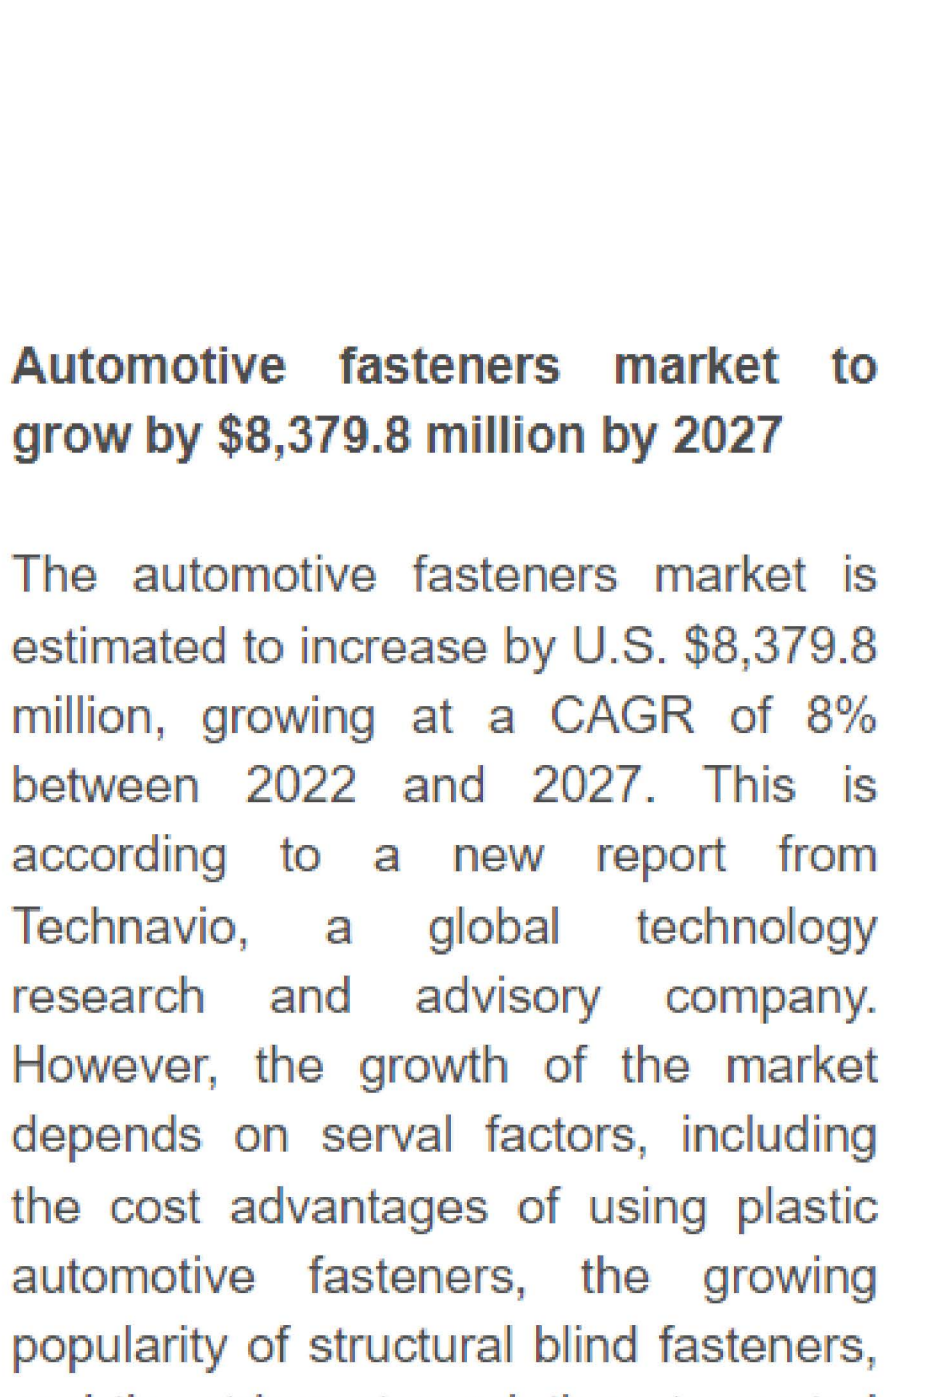 Automotive fasteners market to
grow by $8,379.8 million by 2027
The automotive fasteners market is
estimated to increase by U.S. $8,379.8
million, growing at a CAGR of 8%
between 2022 and 2027. This is
according to a new report from
Technavio, a global technology
research and advisory company.
However, the growth of the market
depends on serval factors, including
the cost advantages of using plastic
automotive fasteners, the growing
popularity of structural blind fasteners,